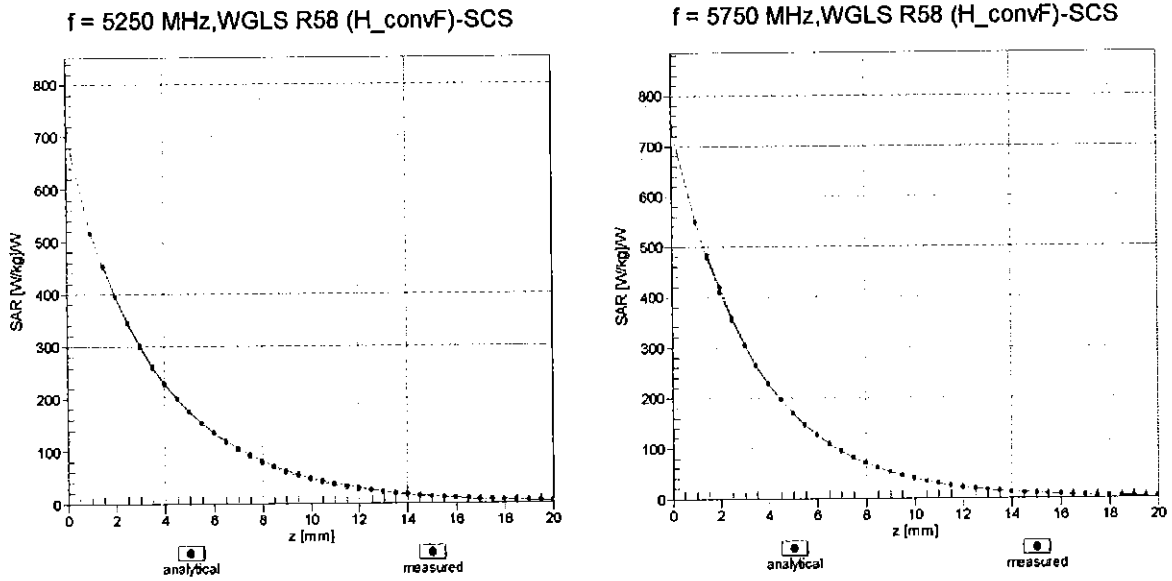 f = 5250 MHz,WGLS R58 (H_convF)-SCS
SAR [W/kg]/W
800
700
600
500
400
300
200
100
0
0 2 4 6 8 10 12 14 16 18 20
z [mm]
analytical measured
f = 5750 MHz,WGLS R58 (H_convF)-SCS
SAR [W/kg]/W
800
700
600
500
400
300
200
100
0
0 2 4 6 8 10 12 14 16 18 20
z [mm]
analytical measured